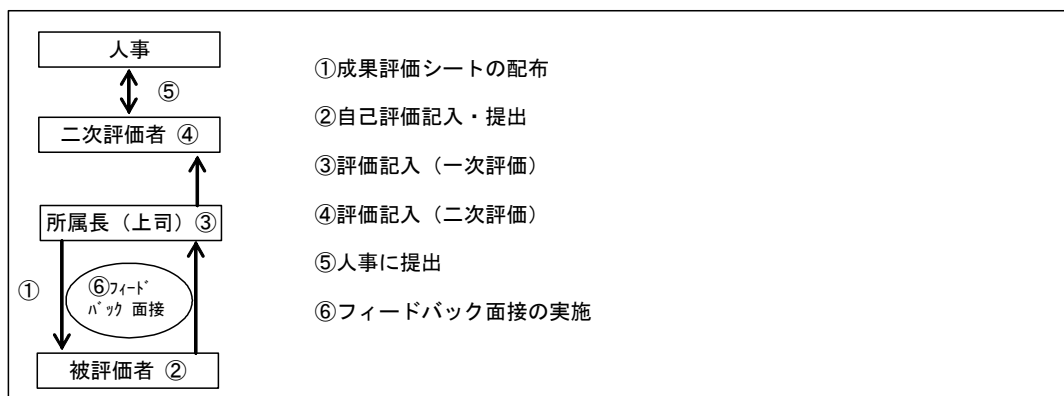 人事
⑤
二次評価者 ④
所属長（上司）③
①
⑥ﾌｨｰﾄﾞ
ﾊﾞｯｸ 面接
被評価者 ②
①成果評価シートの配布
②自己評価記入・提出
③評価記入（一次評価）
④評価記入（二次評価）
⑤人事に提出
⑥フィードバック面接の実施